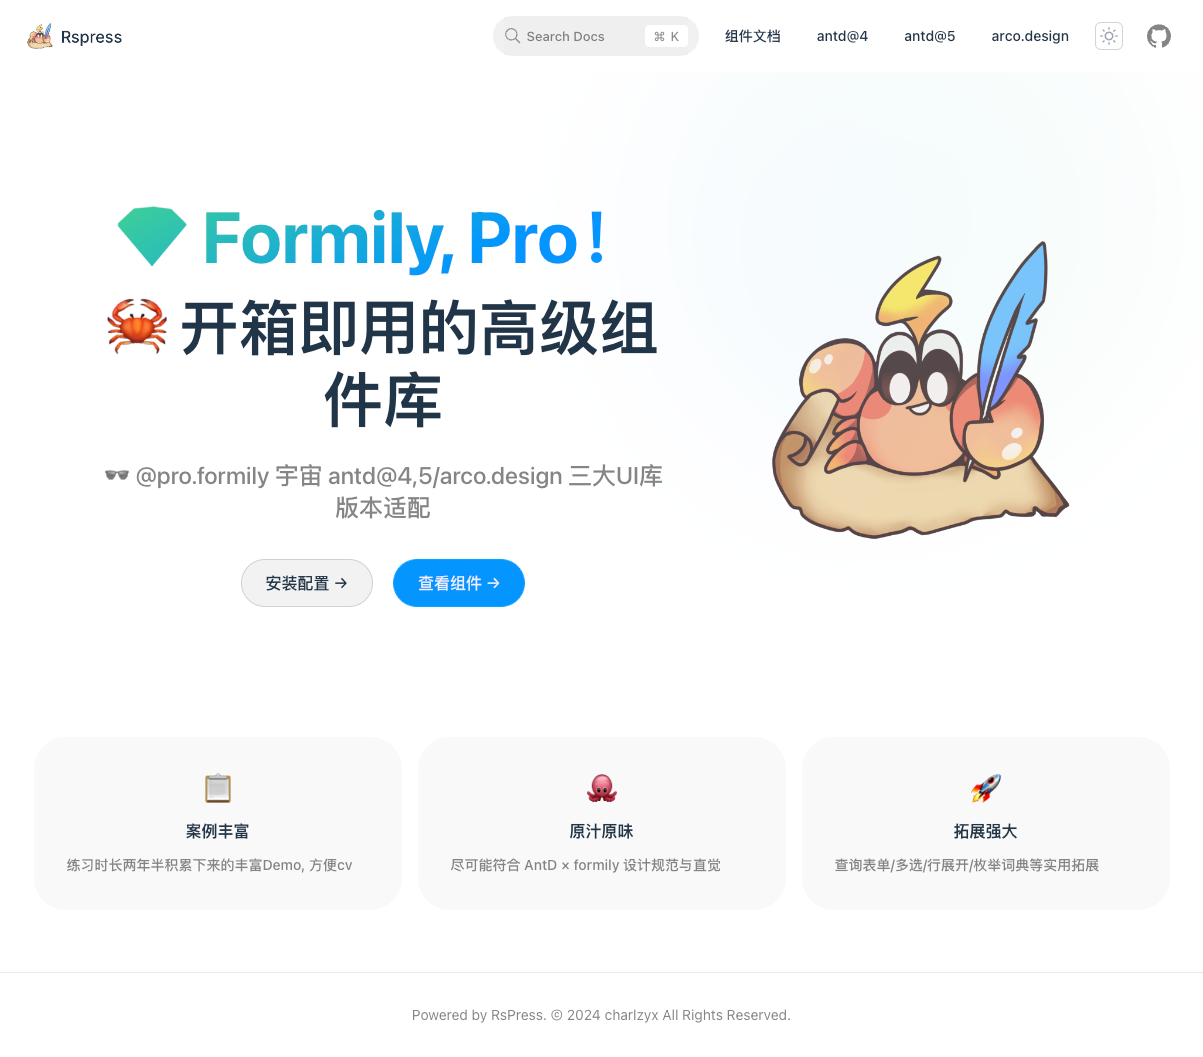 Rspress
Search Docs
⌘ K
组件文档
antd@4
antd@5
arco.design
Formily, Pro!
🦀 开箱即用的高级组
件库
🕶️ @pro.formily 宇宙 antd@4,5/arco.design 三大UI库
版本适配
安装配置 →
查看组件 →
案例丰富
练习时长两年半积累下来的丰富Demo, 方便cv
原汁原味
尽可能符合 AntD × formily 设计规范与直觉
拓展强大
查询表单/多选/行展开/枚举词典等实用拓展
Powered by RsPress. © 2024 charlzyx All Rights Reserved.